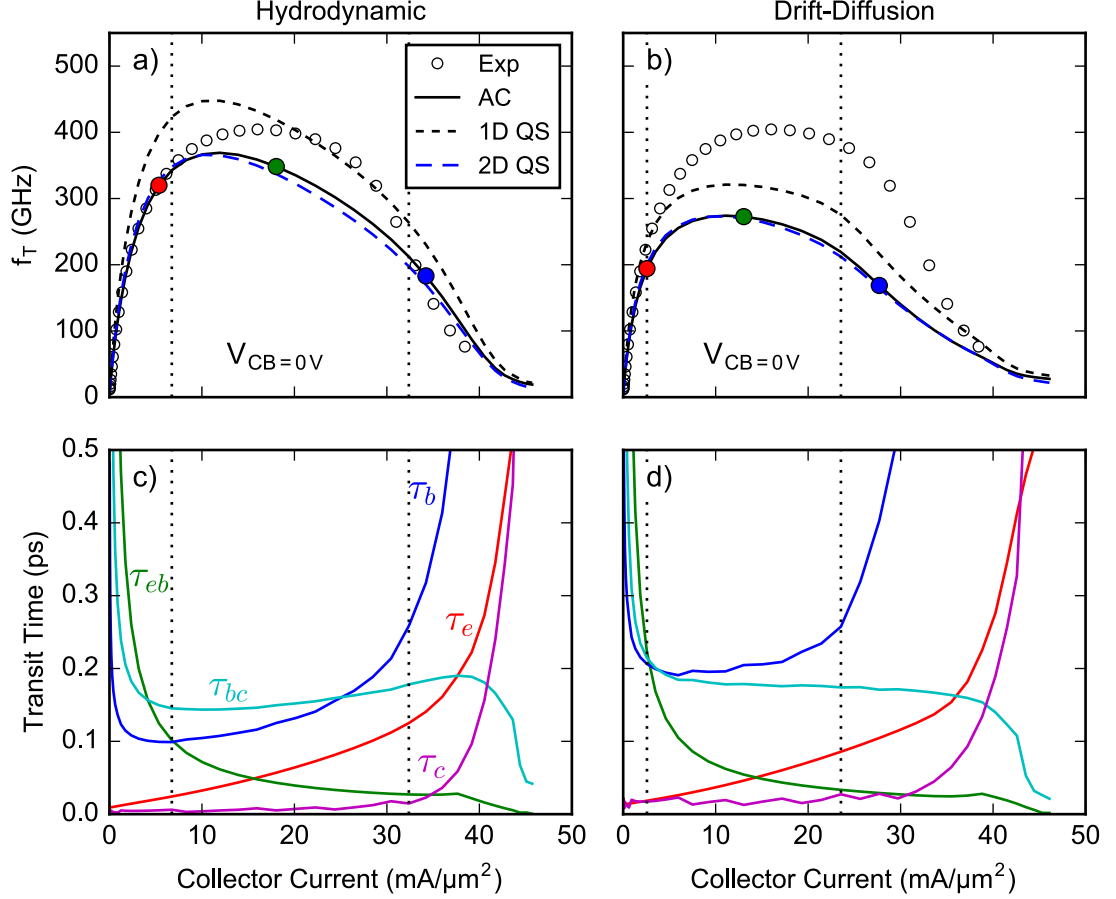 Hydrodynamic
Drift-Diffusion
a)
b)
Exp
AC
1D QS
2D QS
f_T (GHz)
500
400
300
200
100
0
V_CB=0V
V_CB=0V
c)
d)
τ_b
τ_eb
τ_e
τ_bc
τ_c
Transit Time (ps)
0.5
0.4
0.3
0.2
0.1
0.0
0 10 20 30 40 50
0 10 20 30 40 50
Collector Current (mA/μm²)
Collector Current (mA/μm²)